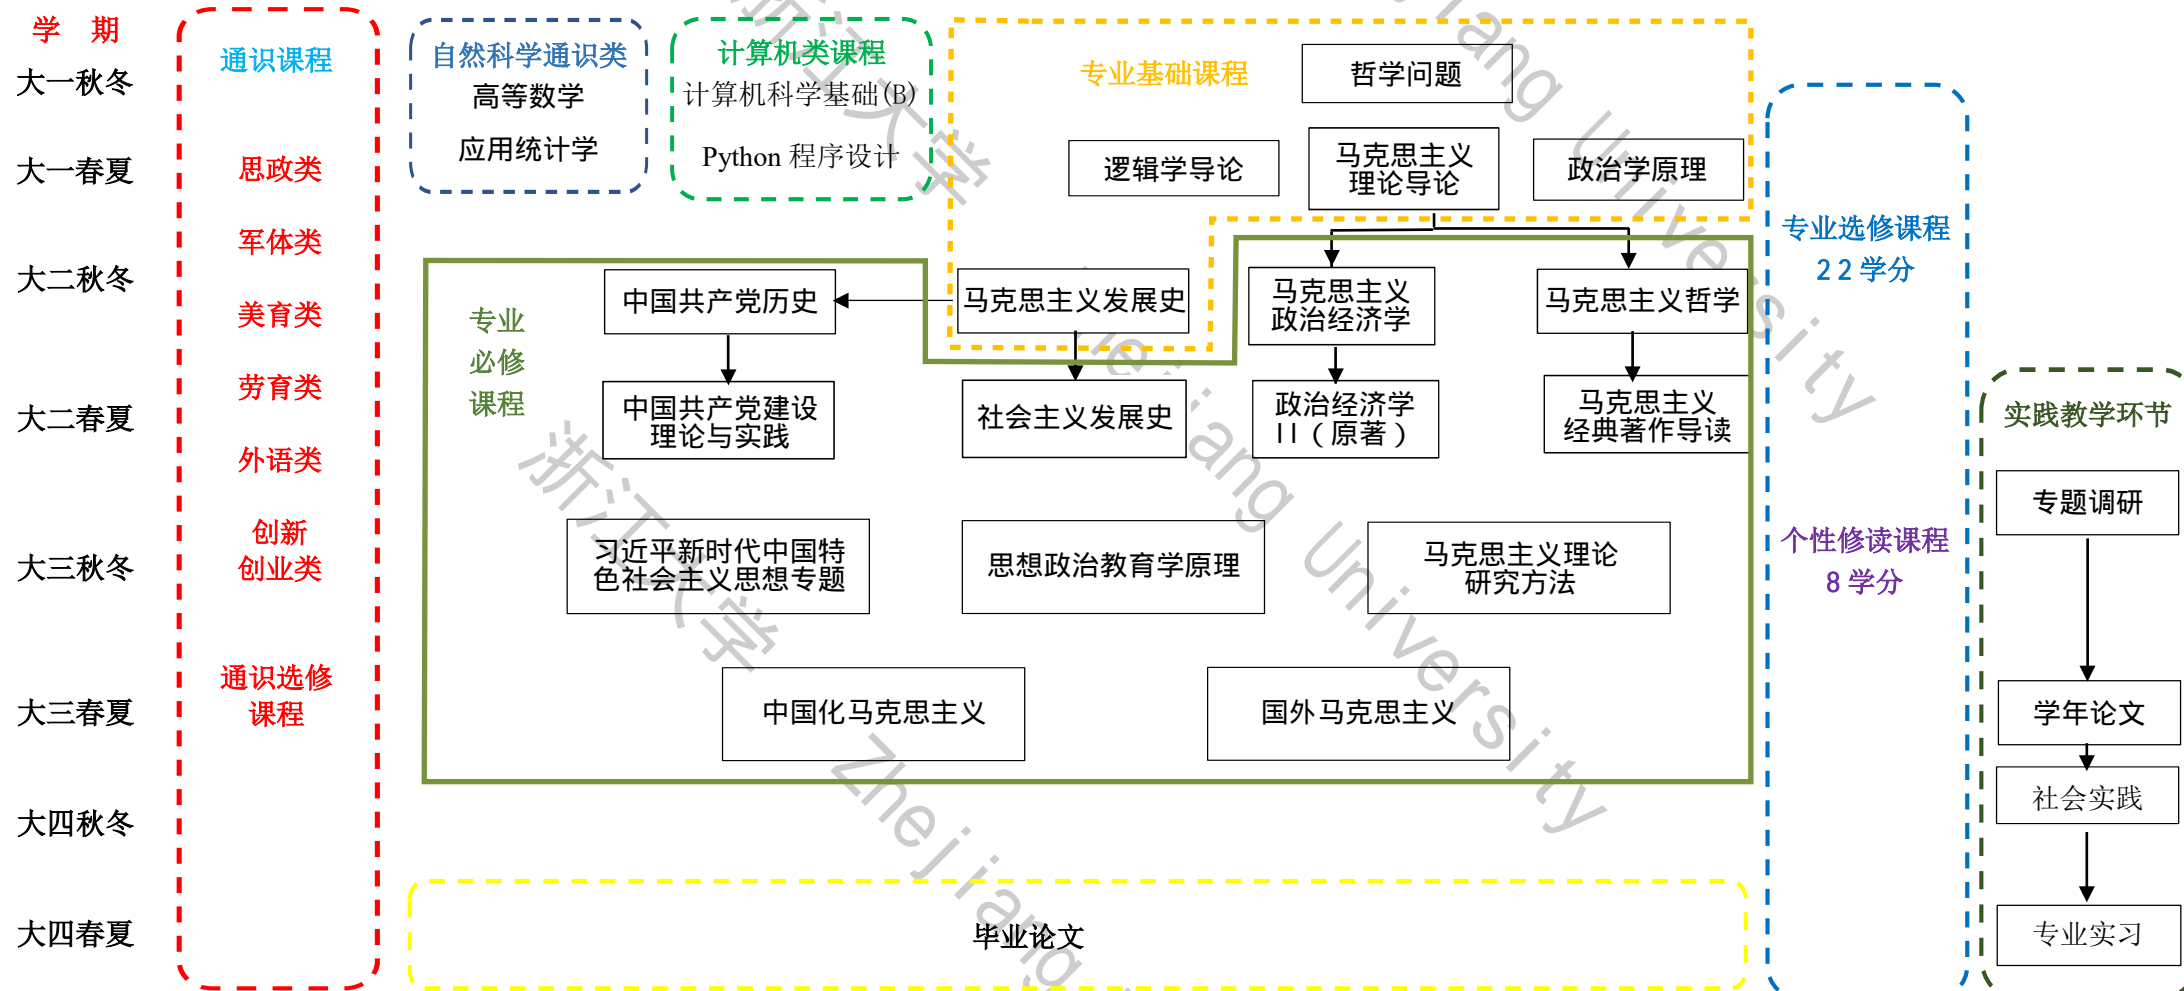 学 期
大一秋冬
大一春夏
大二秋冬
大二春夏
大三秋冬
大三春夏
大四秋冬
大四春夏
通识课程
思政类
军体类
美育类
劳育类
外语类
创新
创业类
通识选修
课程
自然科学通识类
高等数学
应用统计学
计算机类课程
计算机科学基础(B)
Python 程序设计
专业基础课程
哲学问题
逻辑学导论
马克思主义
理论导论
政治学原理
专业
必修
课程
中国共产党历史
马克思主义发展史
马克思主义
政治经济学
马克思主义哲学
中国共产党建设
理论与实践
社会主义发展史
政治经济学
II（原著）
马克思主义
经典著作导读
习近平新时代中国特
色社会主义思想专题
思想政治教育学原理
马克思主义理论
研究方法
中国化马克思主义
国外马克思主义
毕业论文
专业选修课程
22学分
个性修读课程
8学分
实践教学环节
专题调研
学年论文
社会实践
专业实习
浙江大学
Zhejiang University
浙江大学
Zhejiang